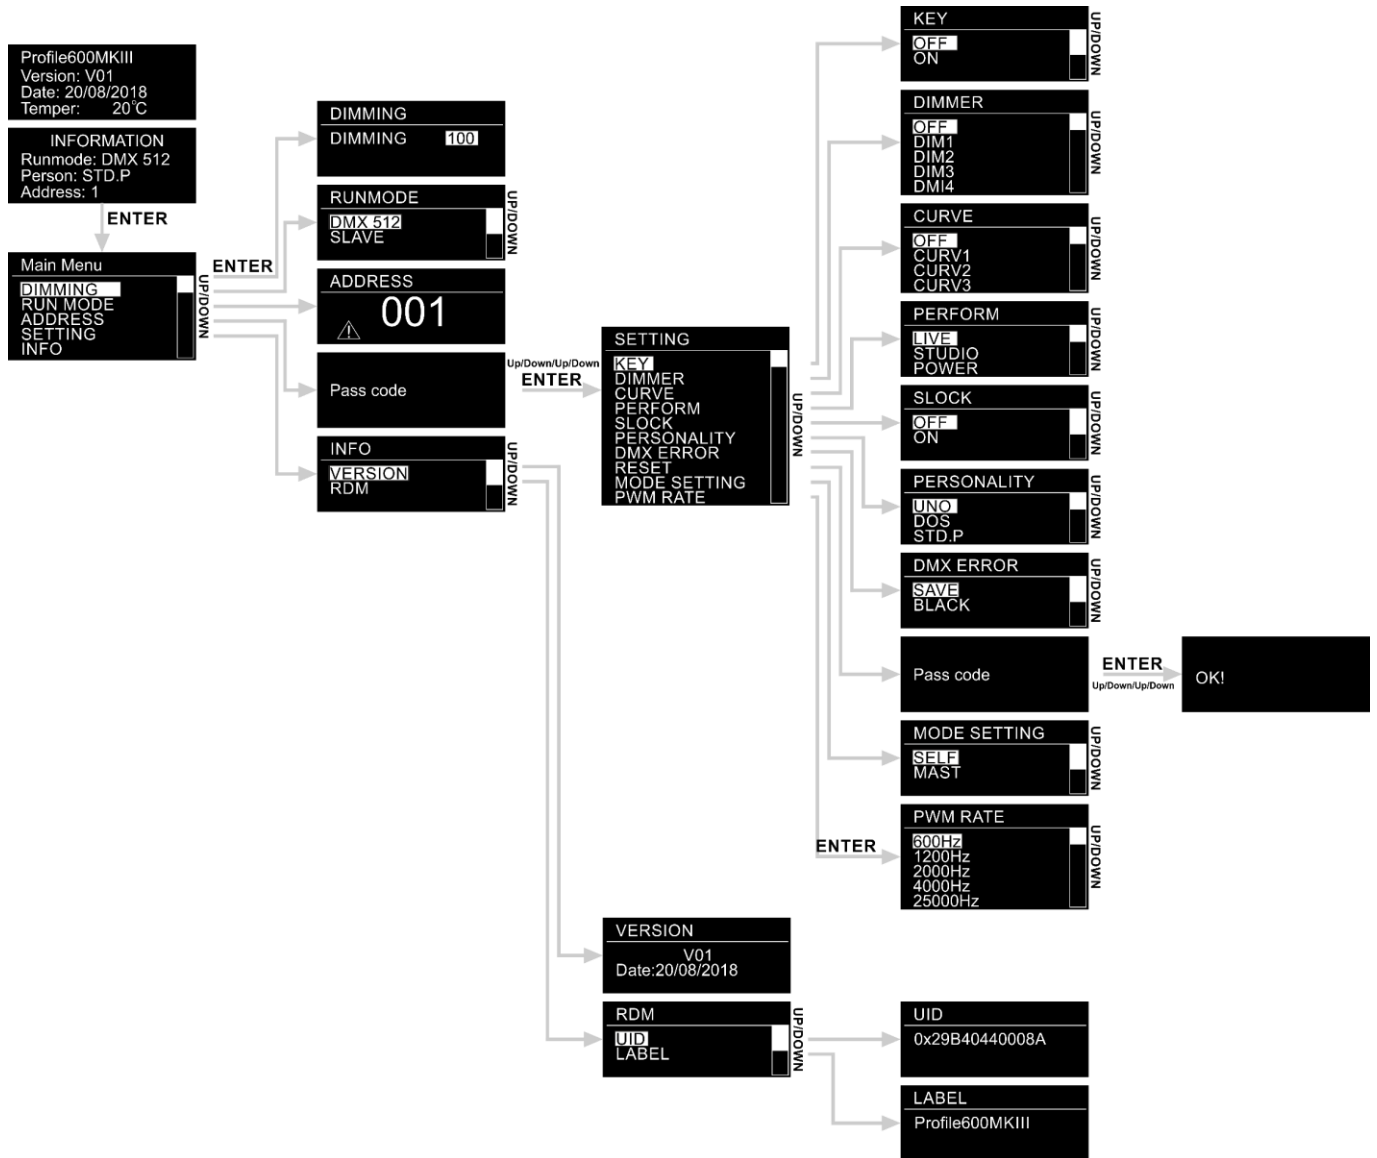 Profile600MKIII
Version: V01
Date: 20/08/2018
Temper: 20°C
INFORMATION
Runmode: DMX 512
Person: STD.P
Address: 1
ENTER
Main Menu
DIMMING
RUN MODE
ADDRESS
SETTING
INFO
UP/DOWN
ENTER
DIMMING
DIMMING 100
RUNMODE
DMX 512
SLAVE
UP/DOWN
ADDRESS
001
Pass code
Up/Down/Up/Down
ENTER
INFO
VERSION
RDM
UP/DOWN
SETTING
KEY
DIMMER
CURVE
PERFORM
SLOCK
PERSONALITY
DMX ERROR
RESET
MODE SETTING
PWM RATE
UP/DOWN
KEY
OFF
ON
UP/DOWN
DIMMER
OFF
DIM1
DIM2
DIM3
DMI4
UP/DOWN
CURVE
OFF
CURV1
CURV2
CURV3
UP/DOWN
PERFORM
LIVE
STUDIO
POWER
UP/DOWN
SLOCK
OFF
ON
UP/DOWN
PERSONALITY
UNO
DOS
STD.P
UP/DOWN
DMX ERROR
SAVE
BLACK
UP/DOWN
Pass code
ENTER
Up/Down/Up/Down
OK!
MODE SETTING
SELF
MAST
UP/DOWN
ENTER
PWM RATE
600Hz
1200Hz
2000Hz
4000Hz
25000Hz
UP/DOWN
VERSION
V01
Date:20/08/2018
RDM
UID
LABEL
UP/DOWN
UID
0x29B40440008A
LABEL
Profile600MKIII